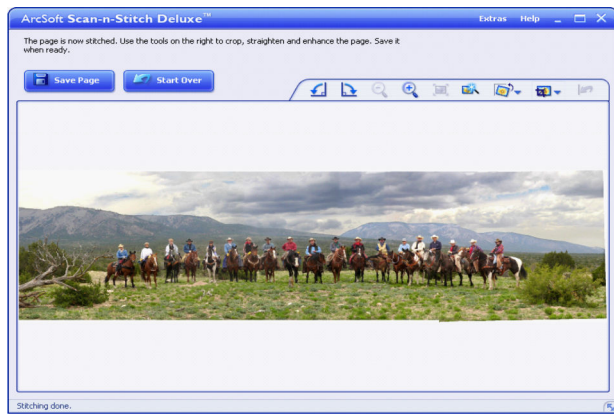 ArcSoft Scan-n-Stitch Deluxe™
Extras Help
The page is now stitched. Use the tools on the right to crop, straighten and enhance the page. Save it
when ready.
Save Page Start Over
Stitching done.